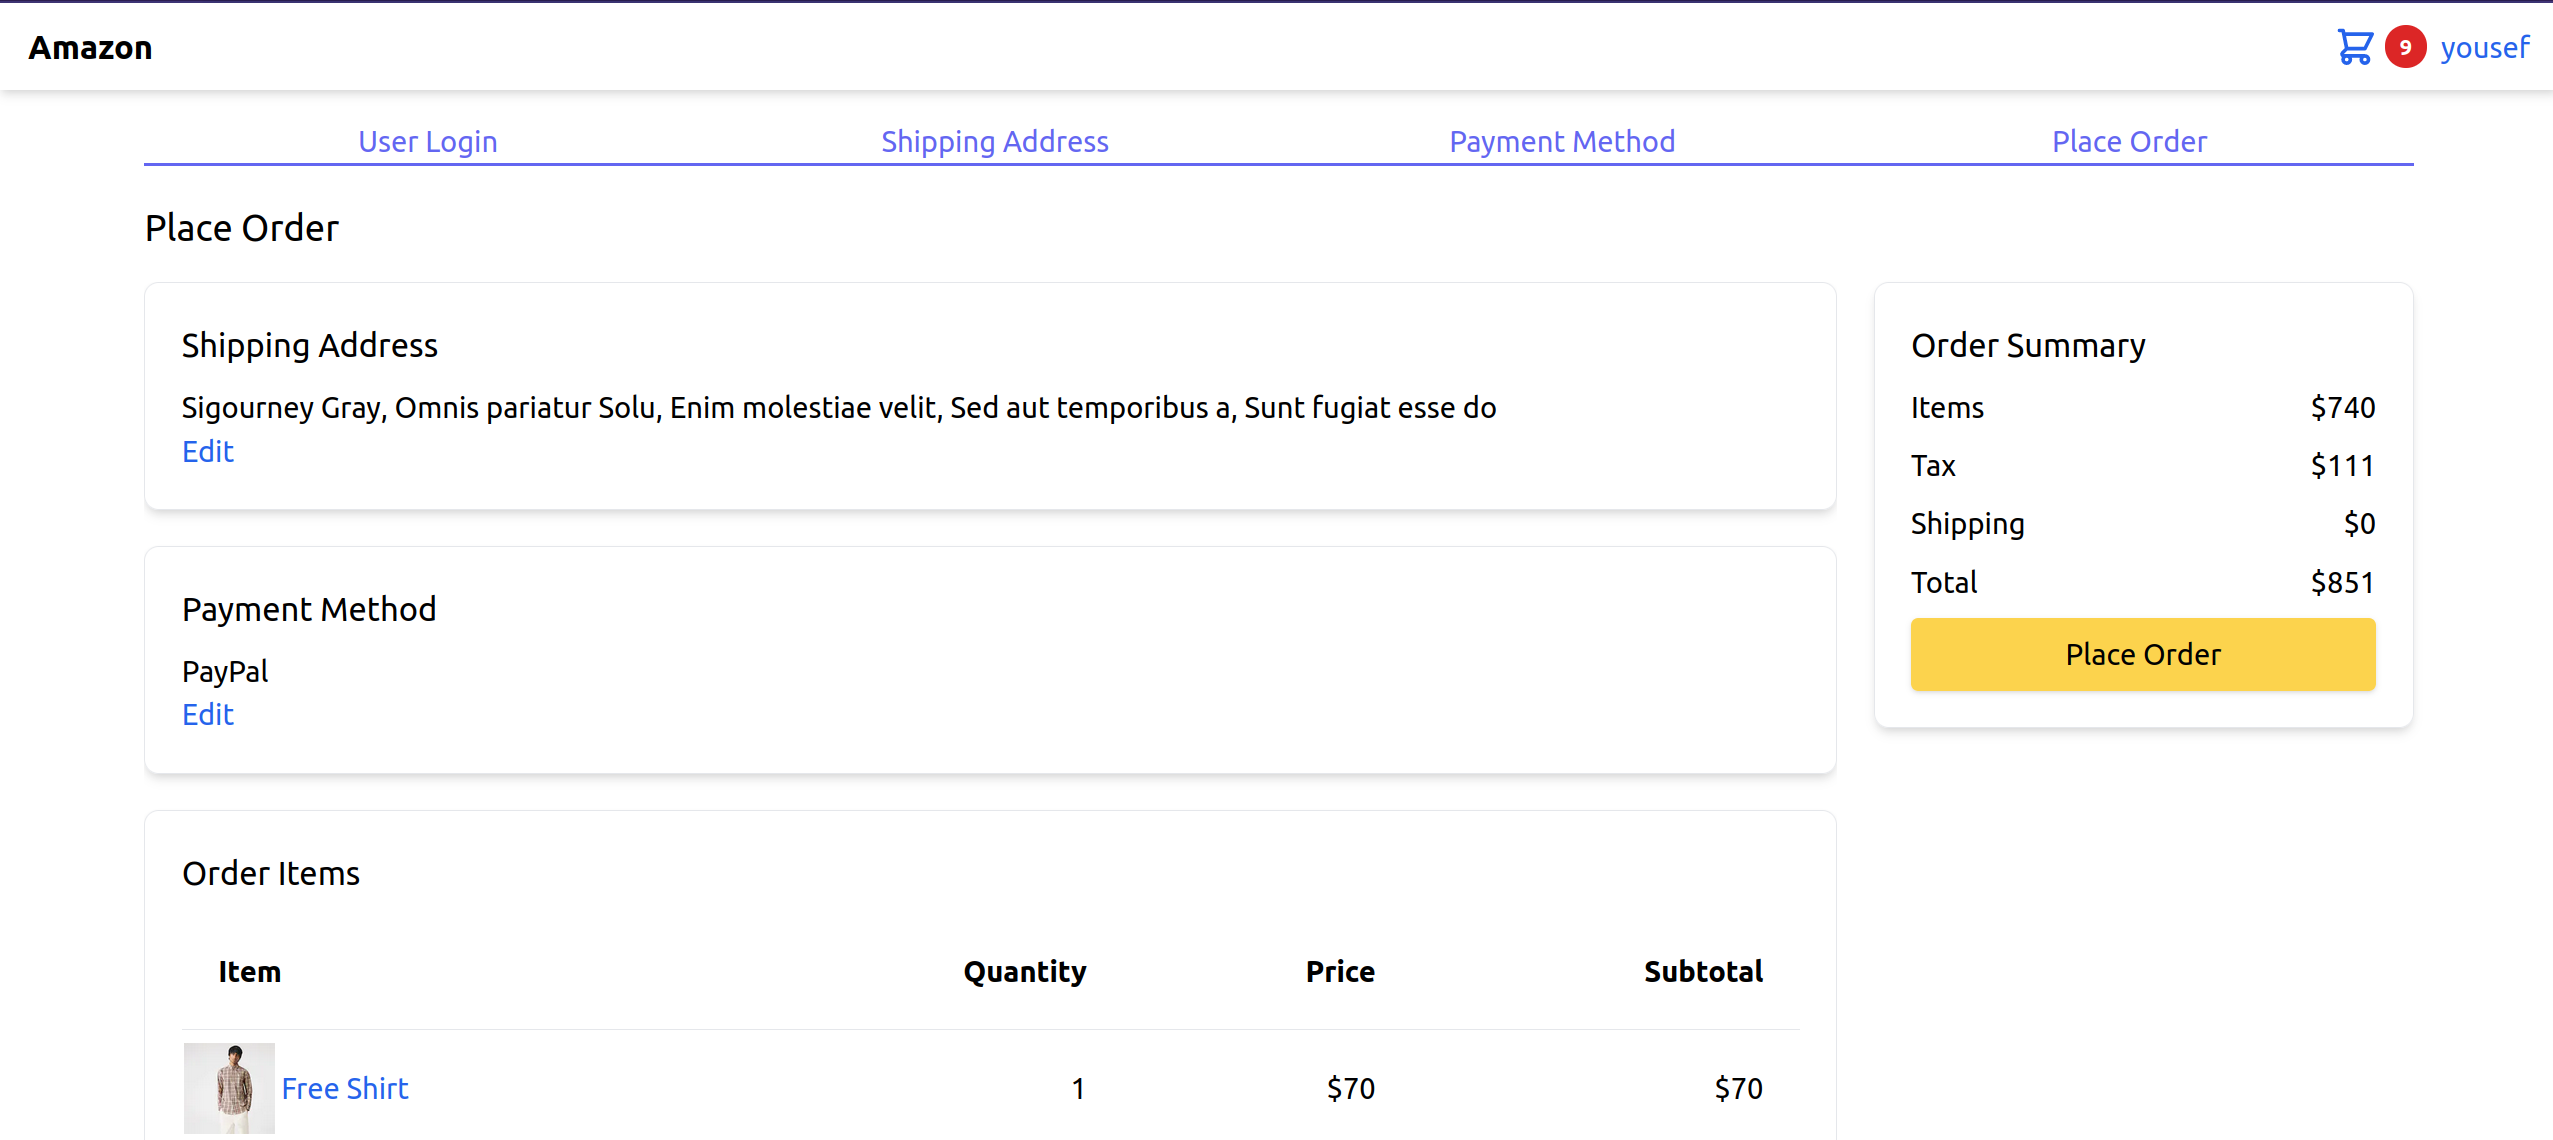 Amazon
9 yousef
User Login Shipping Address Payment Method Place Order
Place Order
Shipping Address
Sigourney Gray, Omnis pariatur Solu, Enim molestiae velit, Sed aut temporibus a, Sunt fugiat esse do
Edit
Payment Method
PayPal
Edit
Order Items
Item Quantity Price Subtotal
Free Shirt 1 $70 $70
Order Summary
Items $740
Tax $111
Shipping $0
Total $851
Place Order